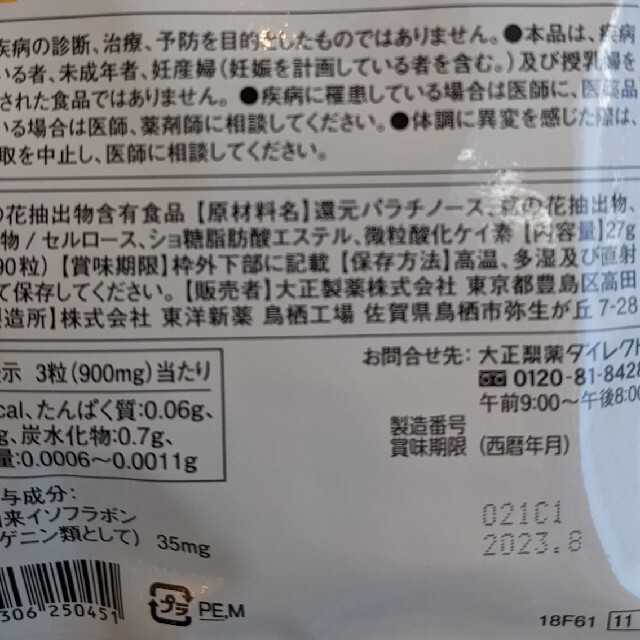 疾病の診断、治療、予防を目的としたものではありません。●本品は、疾病
いる者、未成年者、妊産婦(妊娠を計画している者を含む。)及び授乳婦を
された食品ではありません。●疾病に罹患している場合は医師に、医薬品
いる場合は医師、薬剤師に相談してください。●体調に異変を感じた際は、
取を中止し、医師に相談してください。
の花抽出物含有食品【原材料名】還元パラチノース、葛の花抽出物、
物/セルロース、ショ糖脂肪酸エステル、微粒酸化ケイ素【内容量】27g
90粒)【賞味期限】枠外下部に記載【保存方法】高温、多湿及び直射
て保存してください。【販売者】大正製薬株式会社 東京都豊島区高田
製造所】株式会社 東洋新薬 鳥栖工場 佐賀県鳥栖市弥生が丘 7-28
示 3粒(900mg)当たり
cal、たんぱく質:0.06g、
g、炭水化物:0.7g、
量:0.0006〜0.0011g
与成分:
由来イソフラボン
ゲニン類として) 35mg
お問合せ先:大正製薬ダイレクト
0120-81-8428
午前9:00〜午後8:00
製造番号
賞味期限 (西暦年月)
021C1
2023.8
306 250451
プラ PE,M
18F61 11